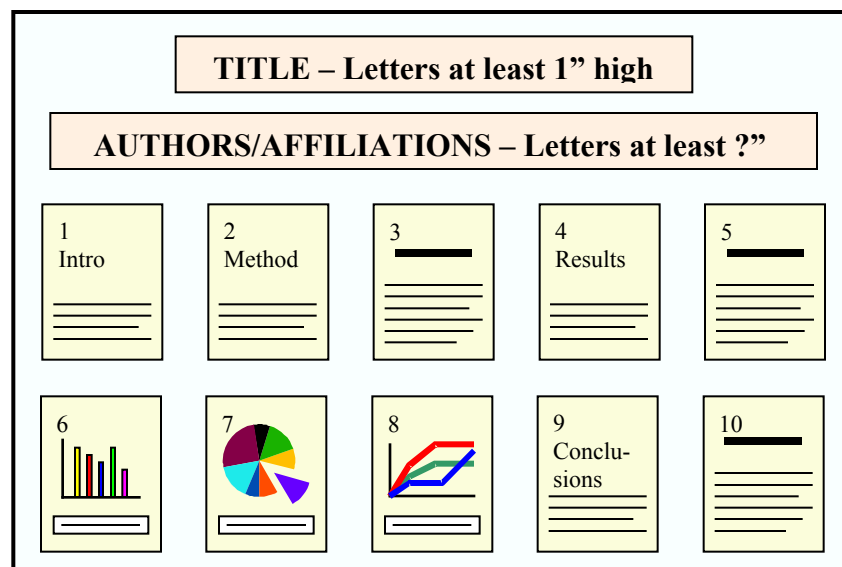 TITLE – Letters at least 1” high
AUTHORS/AFFILIATIONS – Letters at least ?”
1
Intro
2
Method
3
4
Results
5
6
7
8
9
Conclu-
sions
10